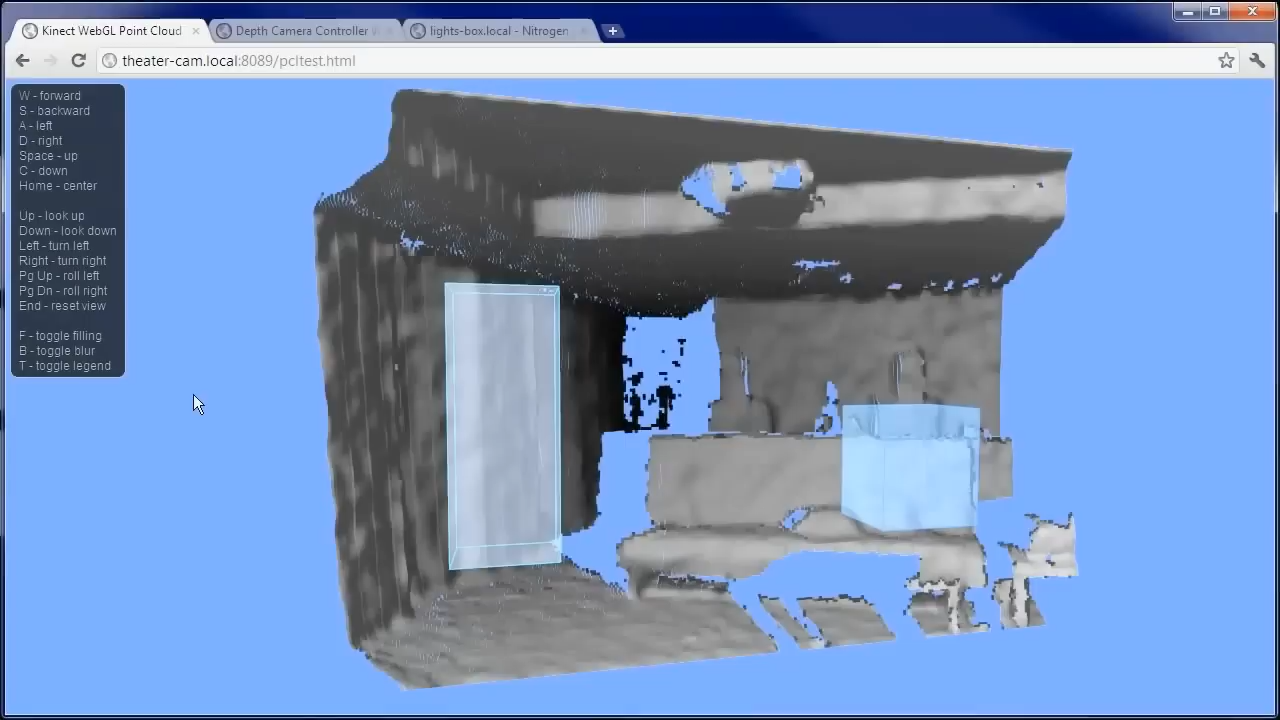 Kinect WebGL Point Cloud
Depth Camera Controller
lights-box.local - Nitrogen
theater-cam.local:8089/pcltest.html
W - forward
S - backward
A - left
D - right
Space - up
C - down
Home - center
Up - look up
Down - look down
Left - turn left
Right - turn right
Pg Up - roll left
Pg Dn - roll right
End - reset view
F - toggle filling
B - toggle blur
T - toggle legend